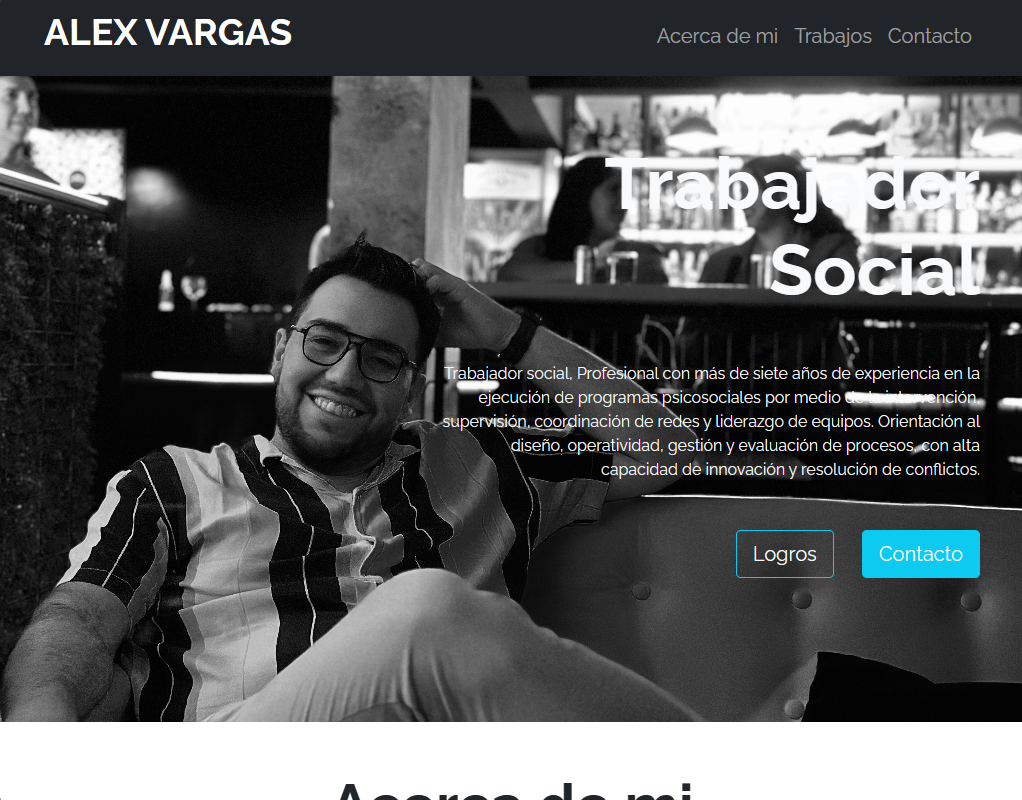 ALEX VARGAS
Acerca de mi Trabajos Contacto
Trabajador
Social
Trabajador social, Profesional con más de siete años de experiencia en la
ejecución de programas psicosociales por medio de la intervención,
supervisión, coordinación de redes y liderazgo de equipos. Orientación al
diseño, operatividad, gestión y evaluación de procesos, con alta
capacidad de innovación y resolución de conflictos.
Logros Contacto
Acerca de mi